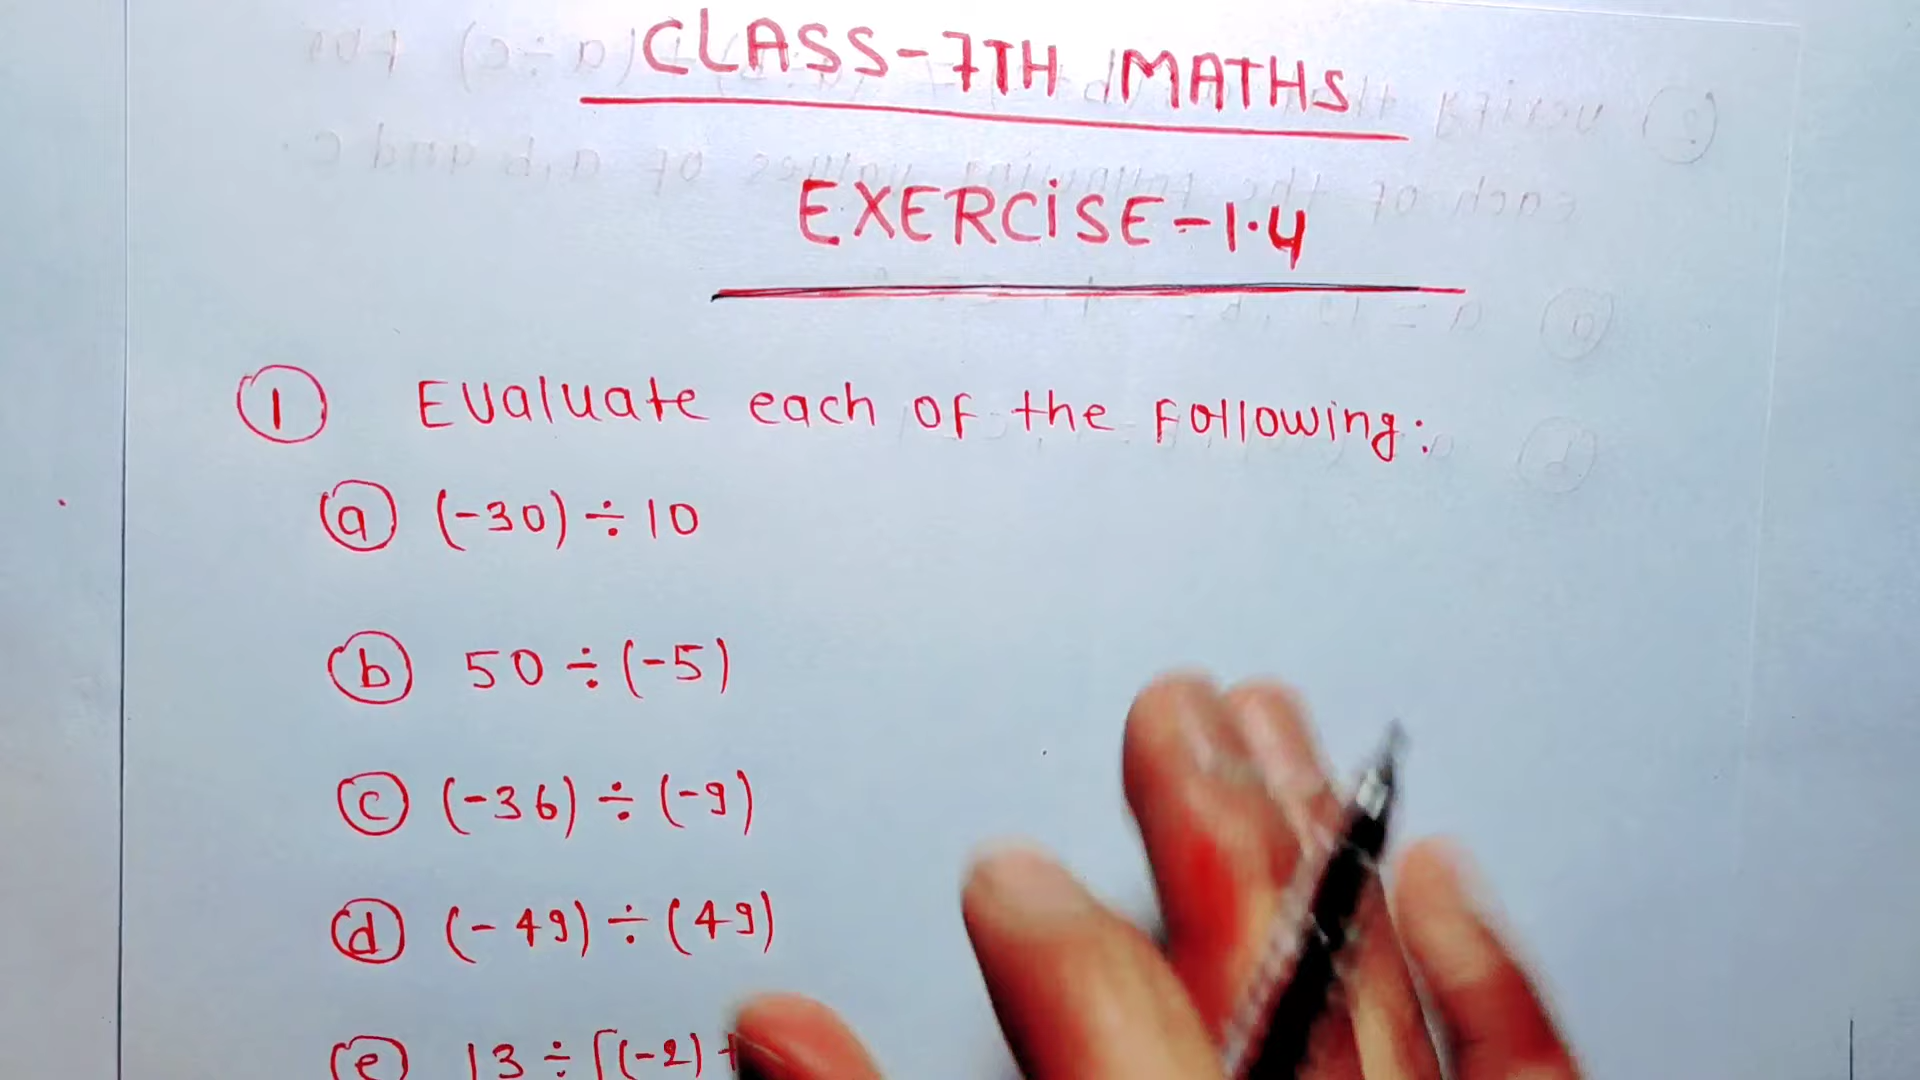 CLASS-7TH MATHS
EXERCISE-1.4
1 Evaluate each of the following:
a (-30) ÷ 10
b 50 ÷ (-5)
c (-36) ÷ (-9)
d (-49) ÷ (49)
e 13 ÷ [(-2) +